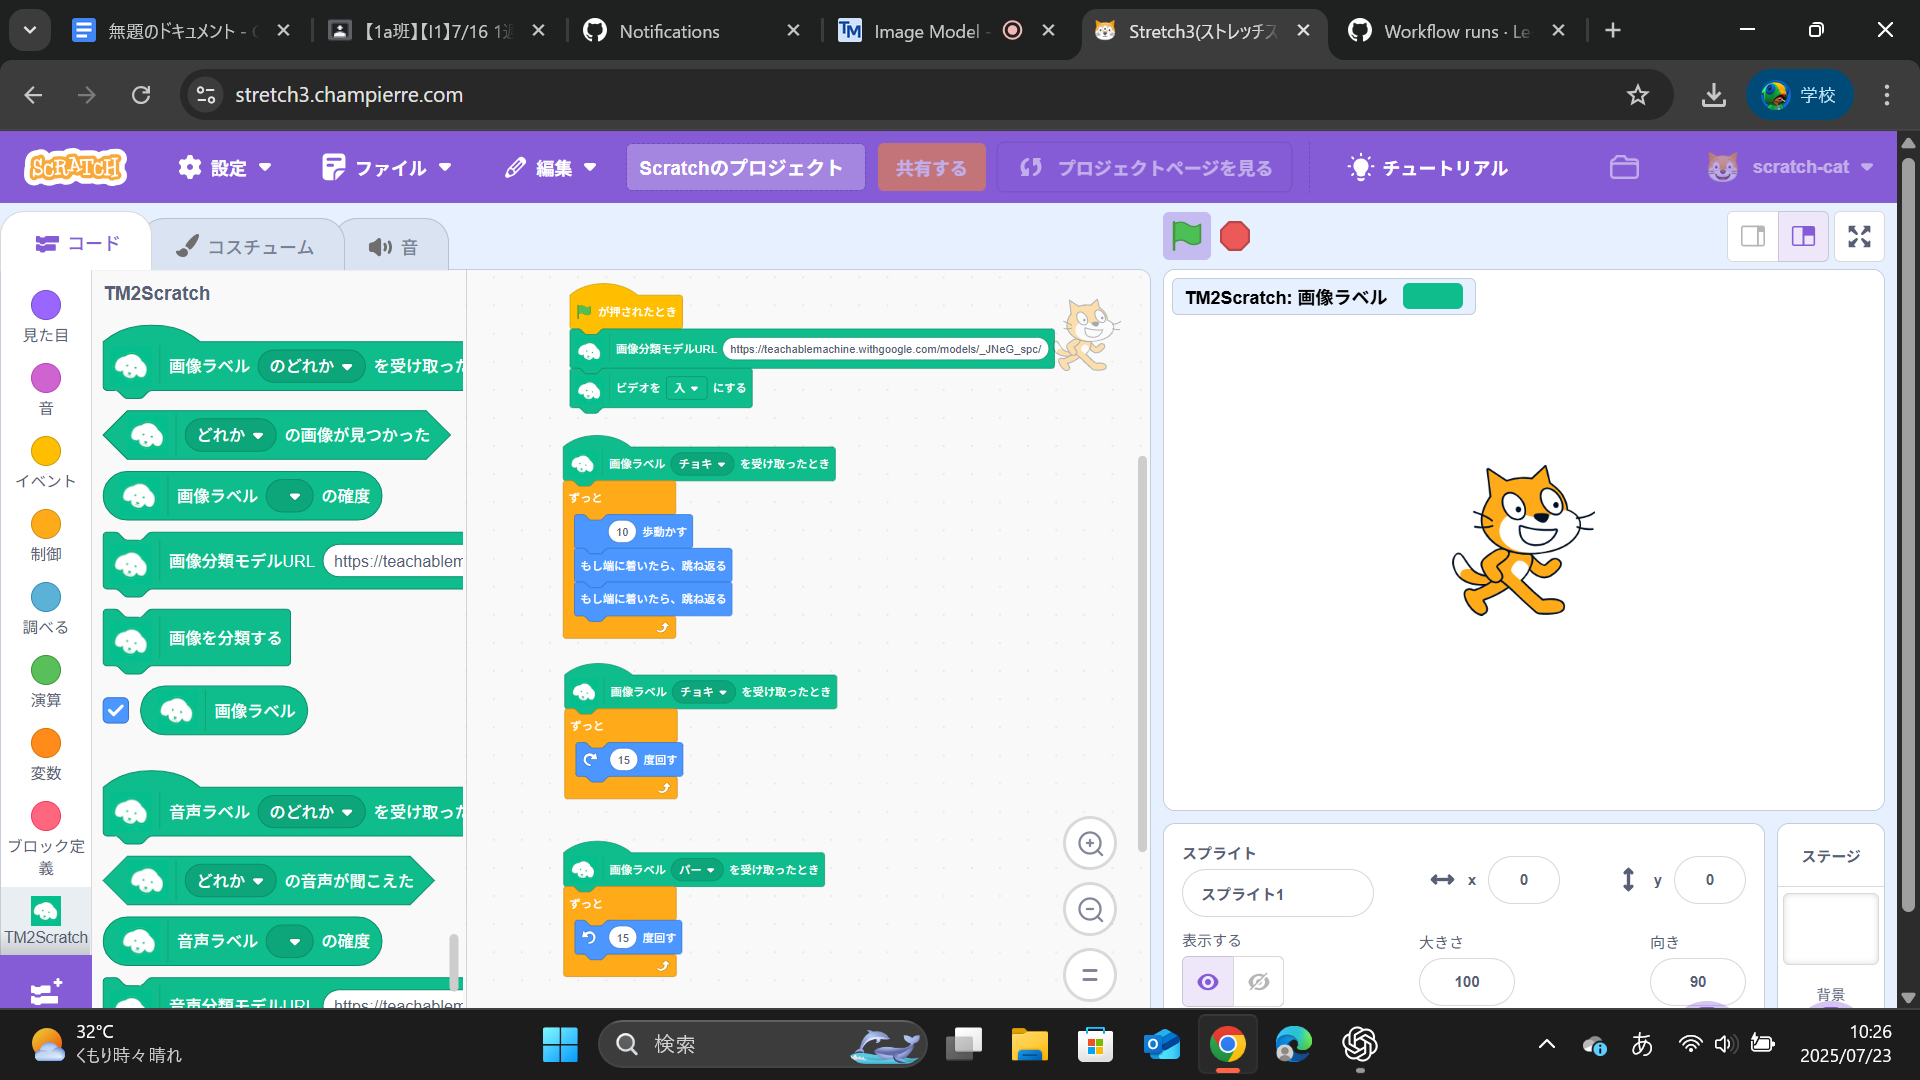 無題のドキュメント -
【1a班】【I1】7/16 1週
Notifications
Image Model -
Stretch3(ストレッチス
Workflow runs · Le
stretch3.champierre.com
学校
SCRATCH
設定
ファイル
編集
Scratchのプロジェクト
共有する
プロジェクトページを見る
チュートリアル
scratch-cat
コード
コスチューム
音
見た目
音
イベント
制御
調べる
演算
変数
ブロック定
義
TM2Scratch
TM2Scratch
画像ラベル のどれか を受け取った
どれか の画像が見つかった
画像ラベル の確度
画像分類モデルURL https://teachablem
画像を分類する
画像ラベル
音声ラベル のどれか を受け取った
どれか の音声が聞こえた
音声ラベル の確度
音声分類モデルURL https://teachablem
が押されたとき
画像分類モデルURL https://teachablemachine.withgoogle.com/models/_JNeG_spc/
ビデオを 入 にする
画像ラベル チョキ を受け取ったとき
ずっと
10 歩動かす
もし端に着いたら、跳ね返る
もし端に着いたら、跳ね返る
画像ラベル チョキ を受け取ったとき
ずっと
15 度回す
画像ラベル パー を受け取ったとき
ずっと
15 度回す
TM2Scratch: 画像ラベル
スプライト
スプライト1
x 0
y 0
表示する
大きさ
100
向き
90
ステージ
背景
32°C
くもり時々晴れ
検索
あ
10:26
2025/07/23